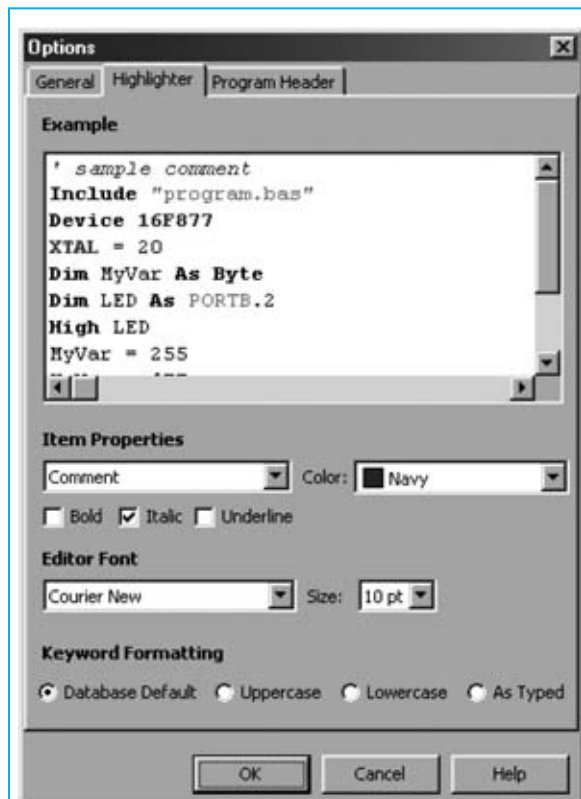 Options
General Highlighter Program Header
Example
' sample comment
Include "program.bas"
Device 16F877
XTAL = 20
Dim MyVar As Byte
Dim LED As PORTB.2
High LED
MyVar = 255
Item Properties
Comment Color: Navy
Bold Italic Underline
Editor Font
Courier New Size: 10 pt
Keyword Formatting
Database Default Uppercase Lowercase As Typed
OK Cancel Help